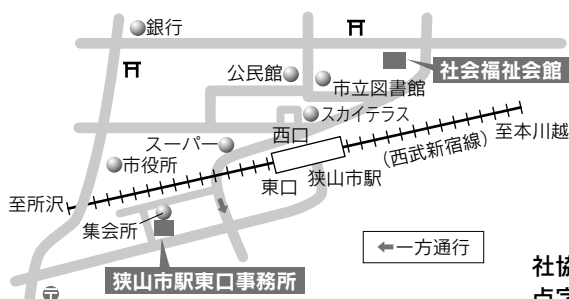 銀行
公民館
市立図書館
社会福祉会館
スカイテラス
西口
スーパー
市役所
至本川越
(西武新宿線)
狭山市駅
東口
至所沢
集会所
←一方通行
狭山市駅東口事務所
社協
点字